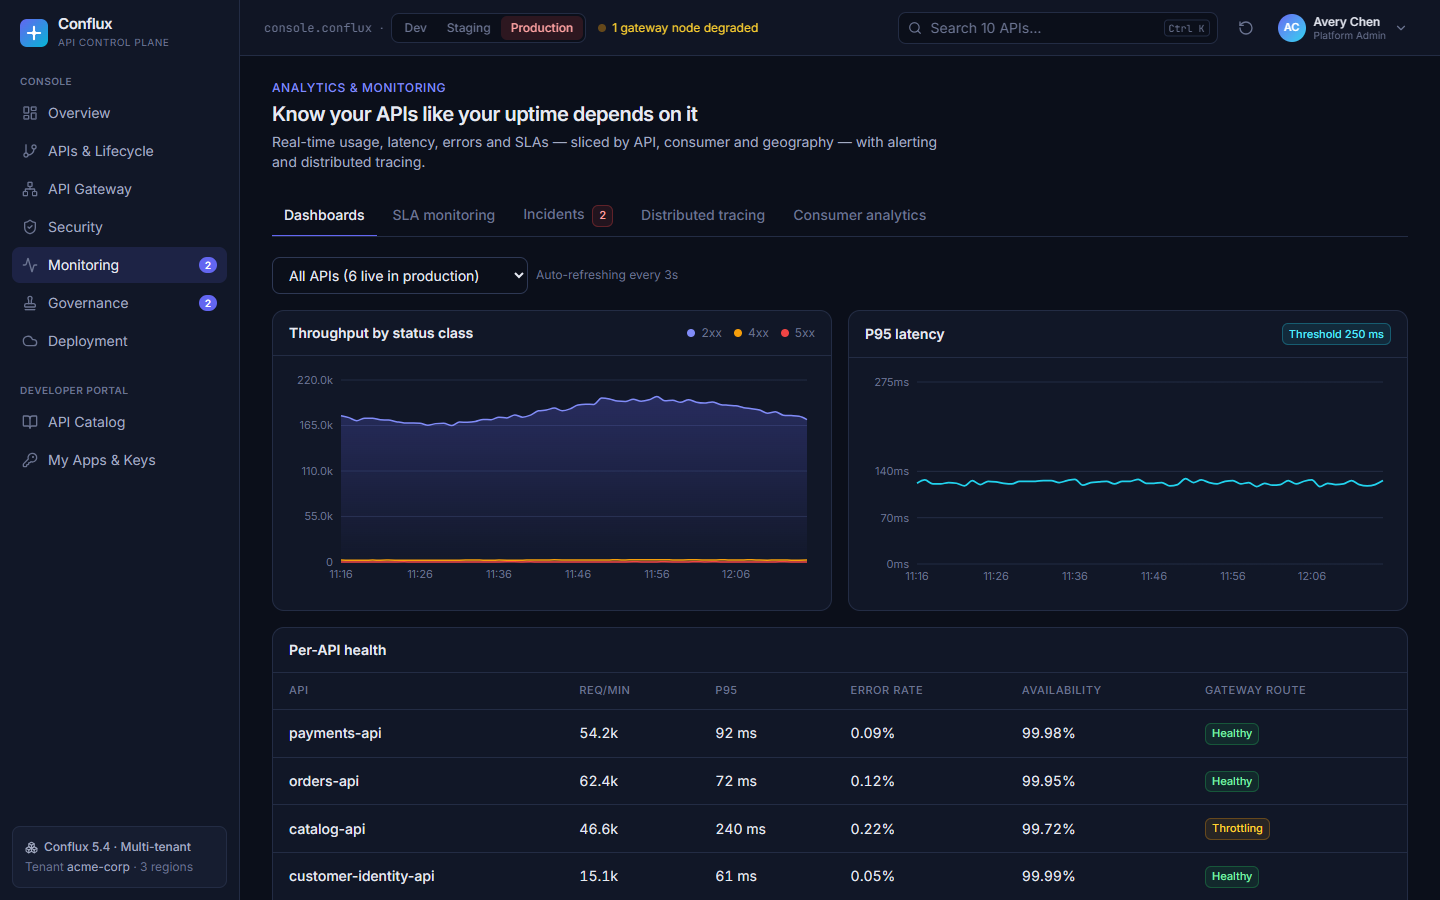 Conflux
API CONTROL PLANE
CONSOLE
Overview
APIs & Lifecycle
API Gateway
Security
Monitoring 2
Governance 2
Deployment
DEVELOPER PORTAL
API Catalog
My Apps & Keys
Conflux 5.4 · Multi-tenant
Tenant acme-corp · 3 regions
console.conflux · Dev Staging Production 1 gateway node degraded
Search 10 APIs... Ctrl K
AC Avery Chen
Platform Admin
ANALYTICS & MONITORING
Know your APIs like your uptime depends on it
Real-time usage, latency, errors and SLAs — sliced by API, consumer and geography — with alerting
and distributed tracing.
Dashboards SLA monitoring Incidents 2 Distributed tracing Consumer analytics
All APIs (6 live in production) Auto-refreshing every 3s
Throughput by status class 2xx 4xx 5xx
220.0k
165.0k
110.0k
55.0k
0
11:16 11:26 11:36 11:46 11:56 12:06
P95 latency Threshold 250 ms
275ms
140ms
70ms
0ms
11:16 11:26 11:36 11:46 11:56 12:06
Per-API health
API REQ/MIN P95 ERROR RATE AVAILABILITY GATEWAY ROUTE
payments-api 54.2k 92 ms 0.09% 99.98% Healthy
orders-api 62.4k 72 ms 0.12% 99.95% Healthy
catalog-api 46.6k 240 ms 0.22% 99.72% Throttling
customer-identity-api 15.1k 61 ms 0.05% 99.99% Healthy